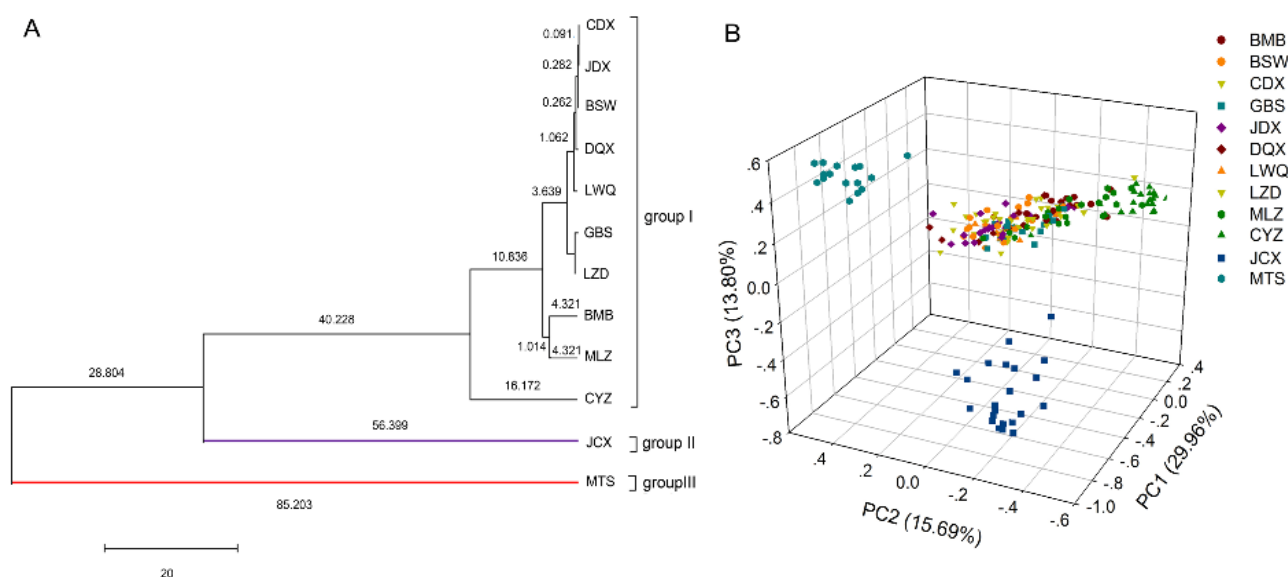 A
0.091
CDX
0.282
JDX
0.262
BSW
1.062
DQX
3.639
LWQ
group I
GBS
10.836
LZD
4.321
BMB
40.228
1.014
4.321
MLZ
28.804
16.172
CYZ
56.399
JCX
group II
MTS
groupIII
85.203
20
B
BMB
BSW
CDX
GBS
JDX
DQX
LWQ
LZD
MLZ
CYZ
JCX
MTS
PC3 (13.80%)
.6
.4
.2
0.0
-.2
-.4
-.6
-.8
PC2 (15.69%)
.4
.2
0.0
-.2
-.4
-.6
PC1 (29.96%)
.4
.2
0.0
-.2
-.4
-.6
-.8
-1.0